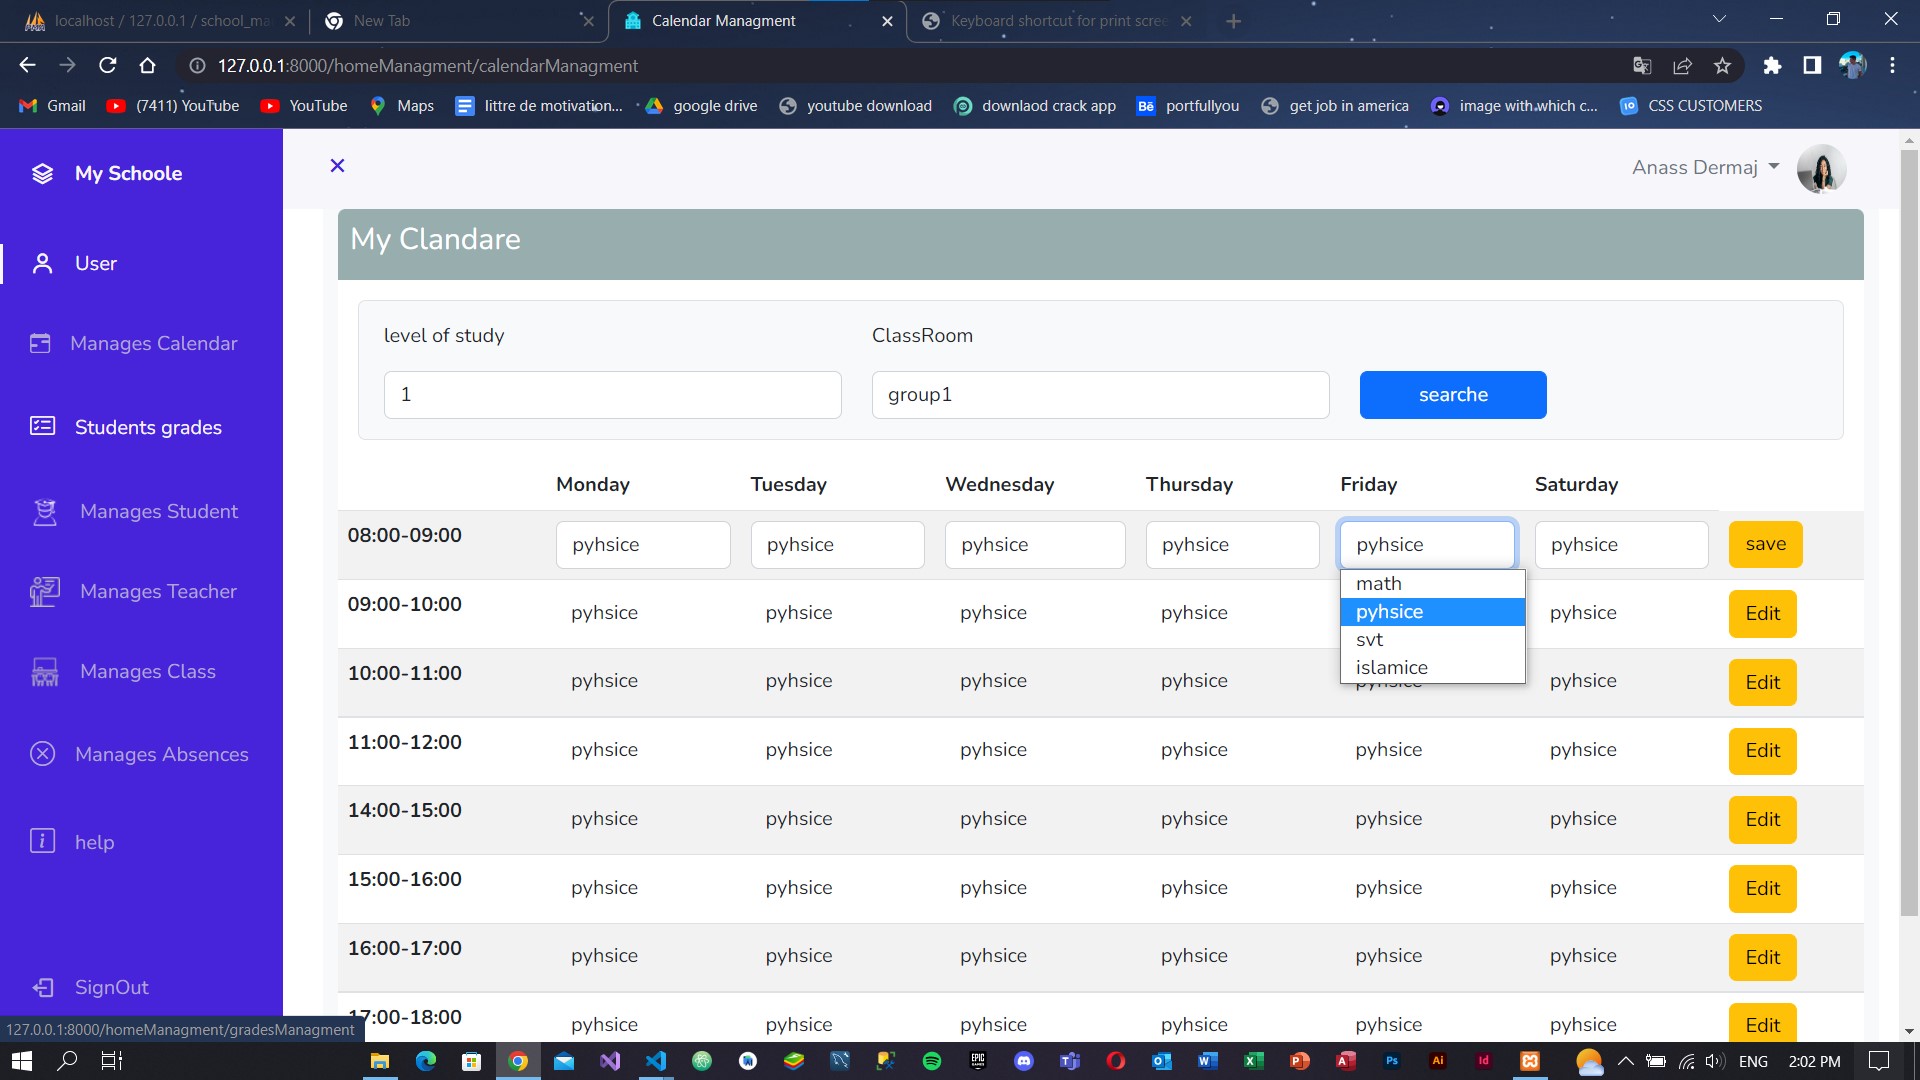 localhost / 127.0.0.1 / school_ma
New Tab
Calendar Managment
Keyboard shortcut for print scree
127.0.0.1:8000/homeManagment/calendarManagment
Gmail
(7411) YouTube
YouTube
Maps
littre de motivation...
google drive
youtube download
downlaod crack app
Bē portfullyou
get job in america
image with which c...
CSS CUSTOMERS
My Schoole
Anass Dermaj
User
Manages Calendar
Students grades
Manages Student
Manages Teacher
Manages Class
Manages Absences
help
SignOut
My Clandare
level of study
ClassRoom
1
group1
searche
Monday Tuesday Wednesday Thursday Friday Saturday
08:00-09:00 pyhsice pyhsice pyhsice pyhsice pyhsice pyhsice save
math
pyhsice
svt
islamice
09:00-10:00 pyhsice pyhsice pyhsice pyhsice pyhsice Edit
10:00-11:00 pyhsice pyhsice pyhsice pyhsice pyhsice pyhsice Edit
11:00-12:00 pyhsice pyhsice pyhsice pyhsice pyhsice pyhsice Edit
14:00-15:00 pyhsice pyhsice pyhsice pyhsice pyhsice pyhsice Edit
15:00-16:00 pyhsice pyhsice pyhsice pyhsice pyhsice pyhsice Edit
16:00-17:00 pyhsice pyhsice pyhsice pyhsice pyhsice pyhsice Edit
17:00-18:00 pyhsice pyhsice pyhsice pyhsice pyhsice pyhsice Edit
127.0.0.1:8000/homeManagment/gradesManagment
ENG
2:02 PM